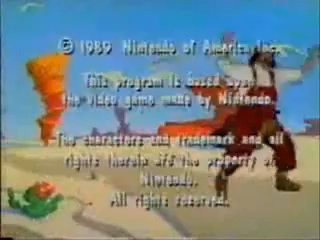 © 1989 Nintendo of America Inc.
This program is based upon
the video game made by Nintendo.
The characters and trademark and all
rights therein are the property of
Nintendo.
All rights reserved.